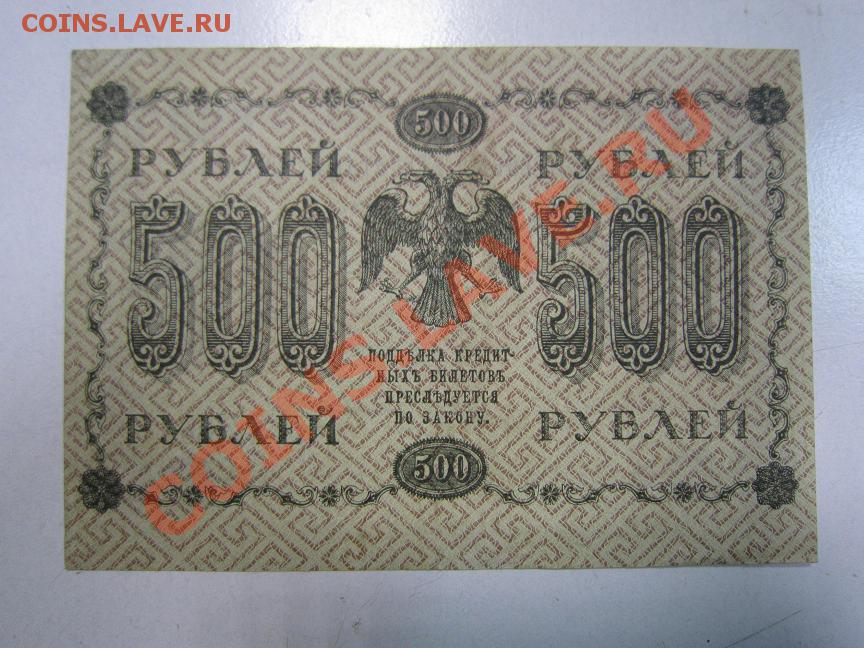 COINS.LAVE.RU
500
РУБЛЕЙ РУБЛЕЙ
500 500
ПОДДѢЛКА КРЕДИТ-
НЫХЪ БИЛЕТОВЪ
ПРЕСЛѢДУЕТСЯ
ПО ЗАКОНУ.
РУБЛЕЙ РУБЛЕЙ
500
COINS.LAVE.RU